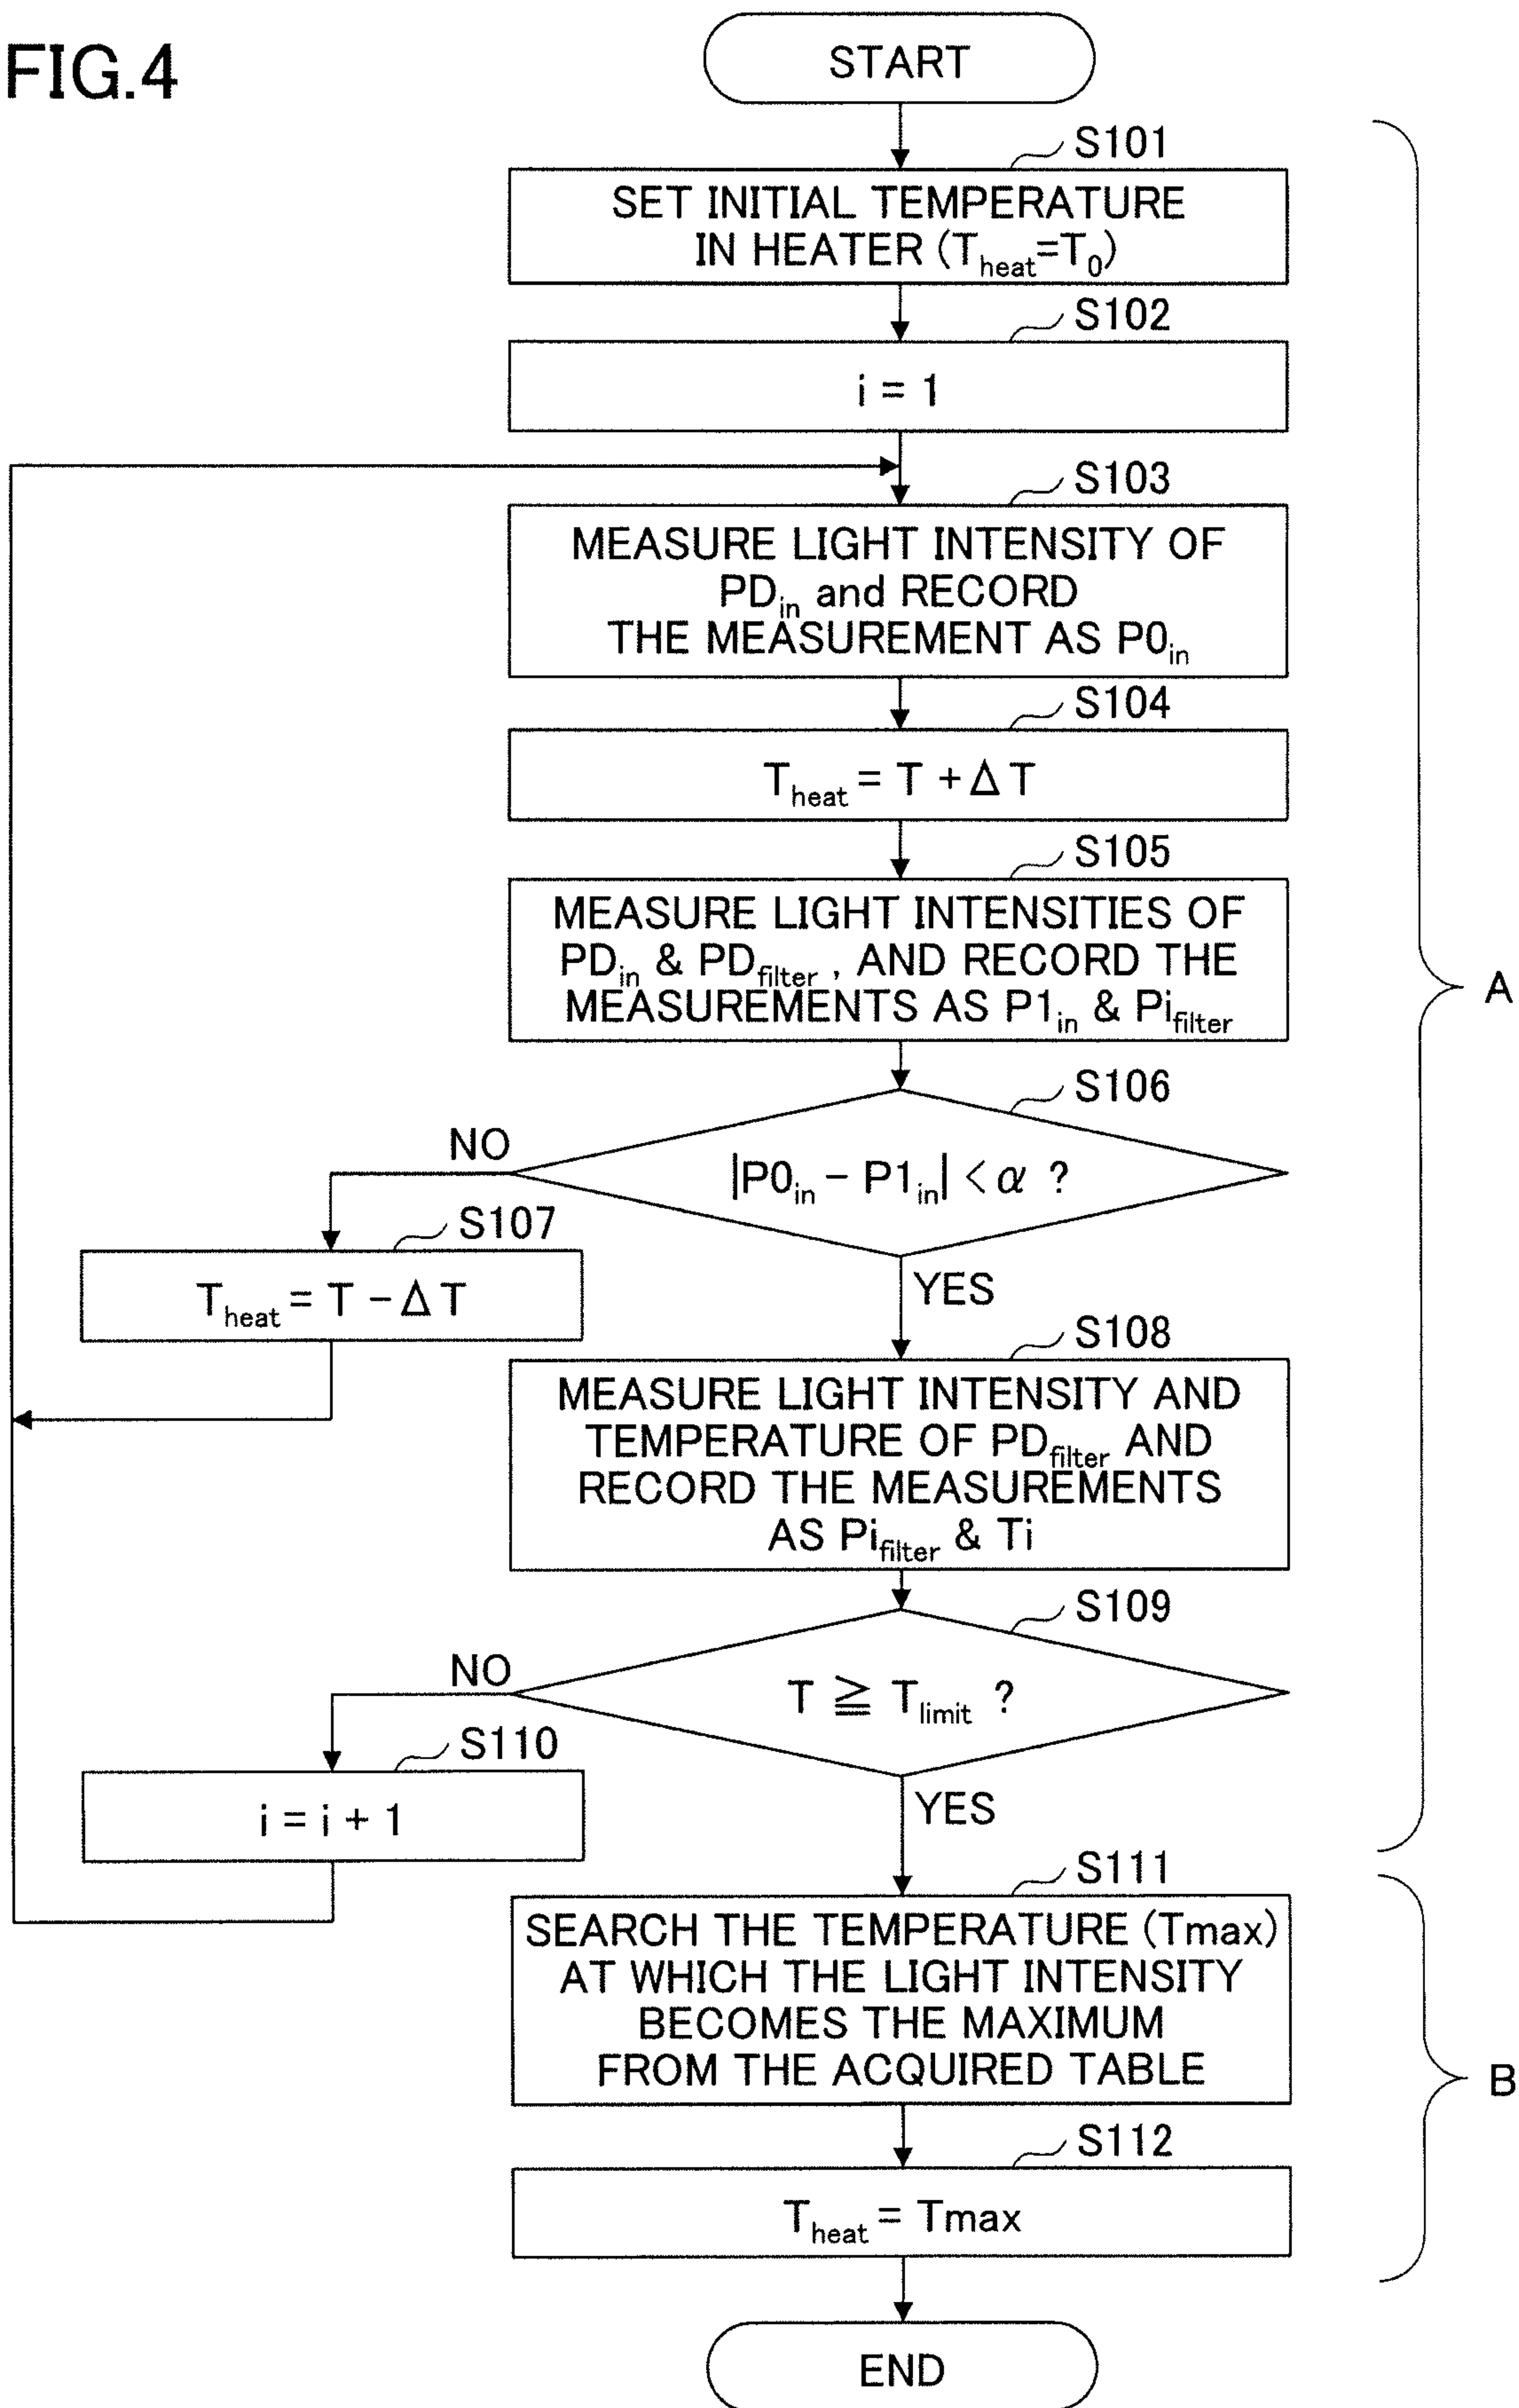 FIG.4
START
S101
SET INITIAL TEMPERATURE
IN HEATER (Theat=T0)
S102
i = 1
S103
MEASURE LIGHT INTENSITY OF
PDin and RECORD
THE MEASUREMENT AS P0in
S104
Theat = T + Δ T
S105
MEASURE LIGHT INTENSITIES OF
PDin & PDfilter , AND RECORD THE
MEASUREMENTS AS P1in & Pifilter
A
S106
NO
|P0in − P1in| < α ?
S107
Theat = T − Δ T
YES
S108
MEASURE LIGHT INTENSITY AND
TEMPERATURE OF PDfilter AND
RECORD THE MEASUREMENTS
AS Pifilter & Ti
S109
NO
T ≧ Tlimit ?
S110
i = i + 1
YES
S111
SEARCH THE TEMPERATURE (Tmax)
AT WHICH THE LIGHT INTENSITY
BECOMES THE MAXIMUM
FROM THE ACQUIRED TABLE
B
S112
Theat = Tmax
END